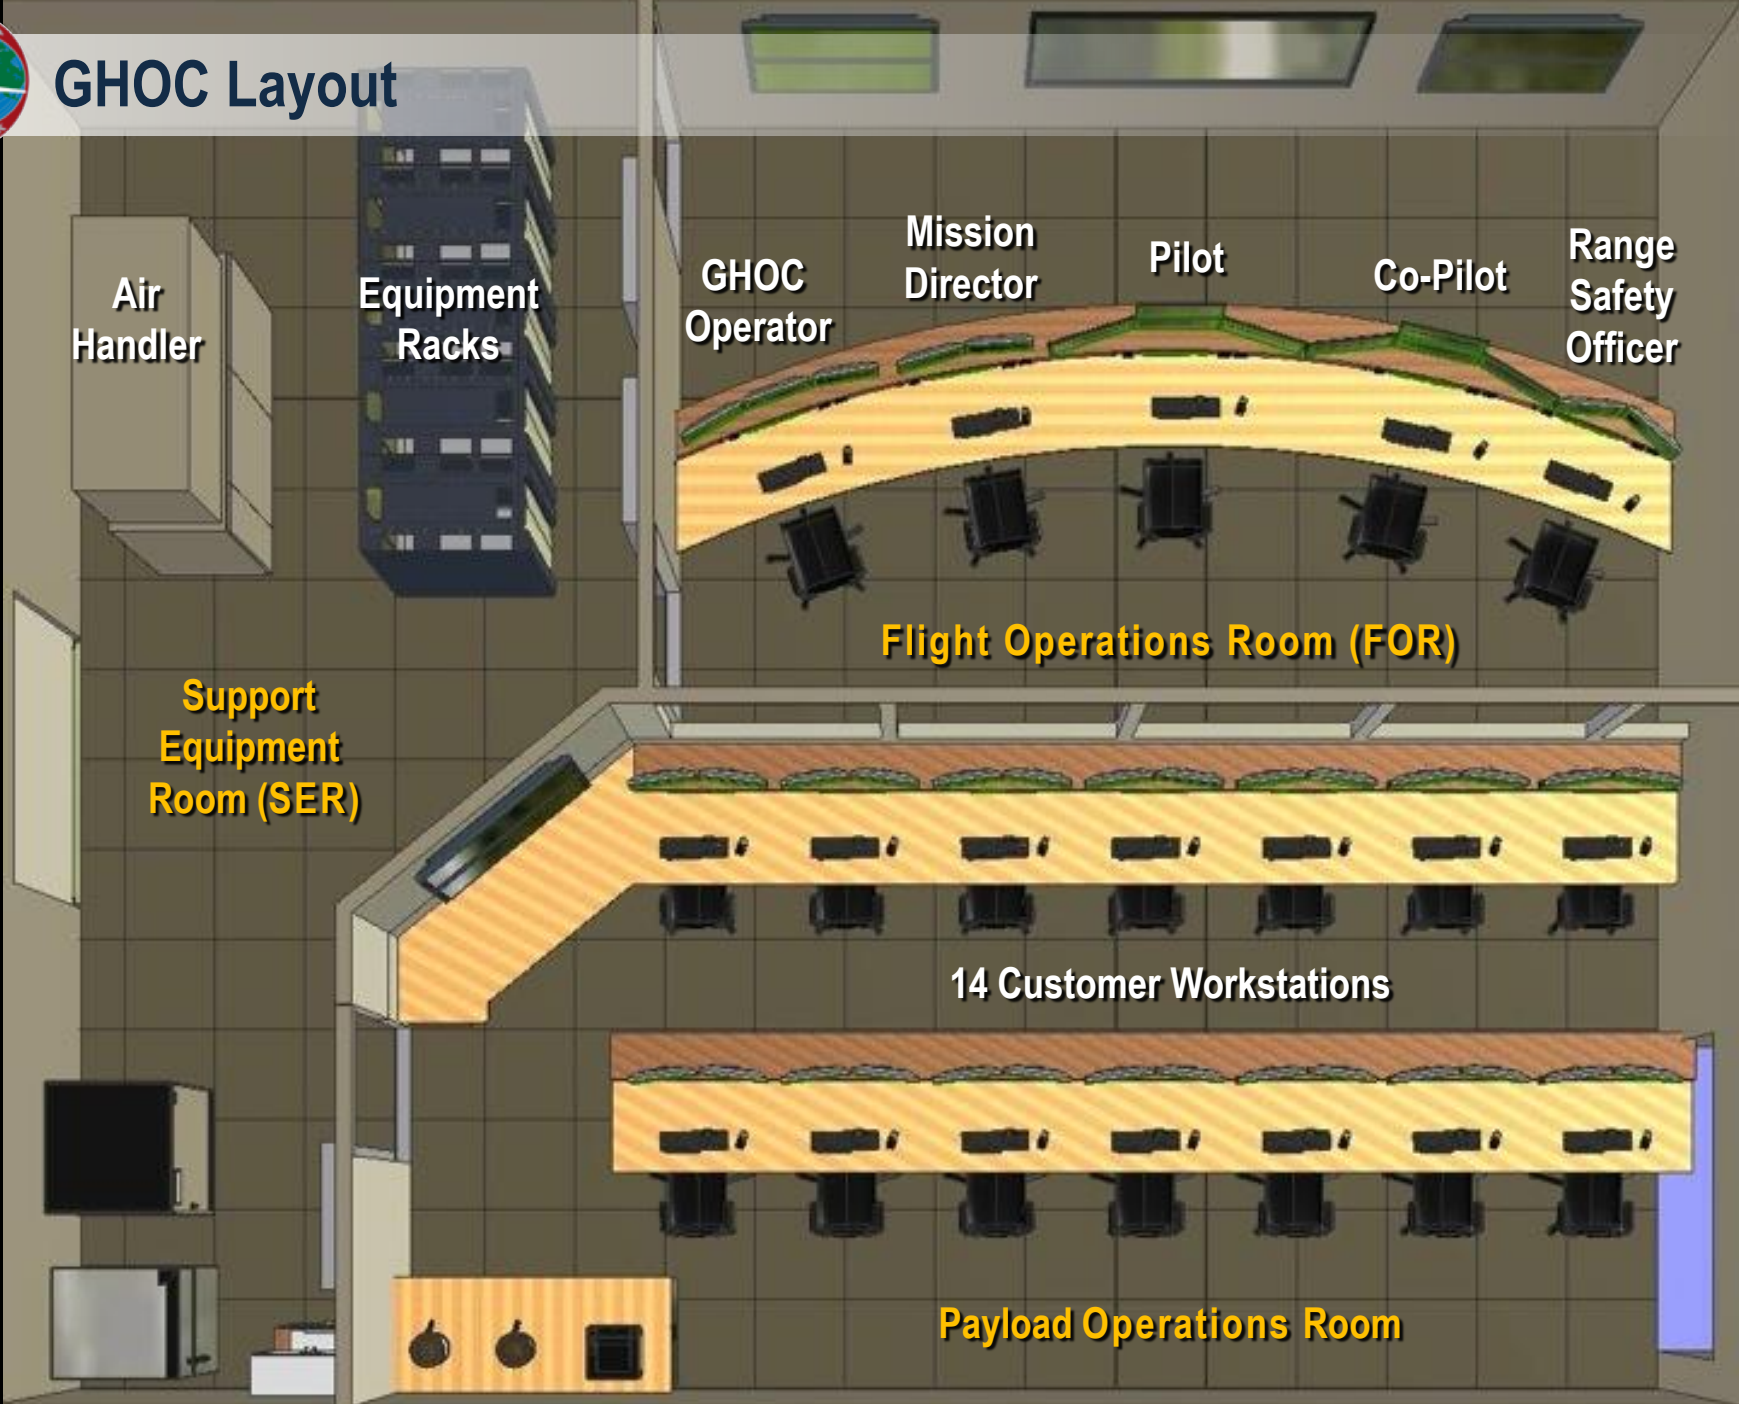 GHOC Layout
Air
Handler
Equipment
Racks
GHOC
Operator
Mission
Director
Pilot
Co-Pilot
Range
Safety
Officer
Flight Operations Room (FOR)
Support
Equipment
Room (SER)
14 Customer Workstations
Payload Operations Room